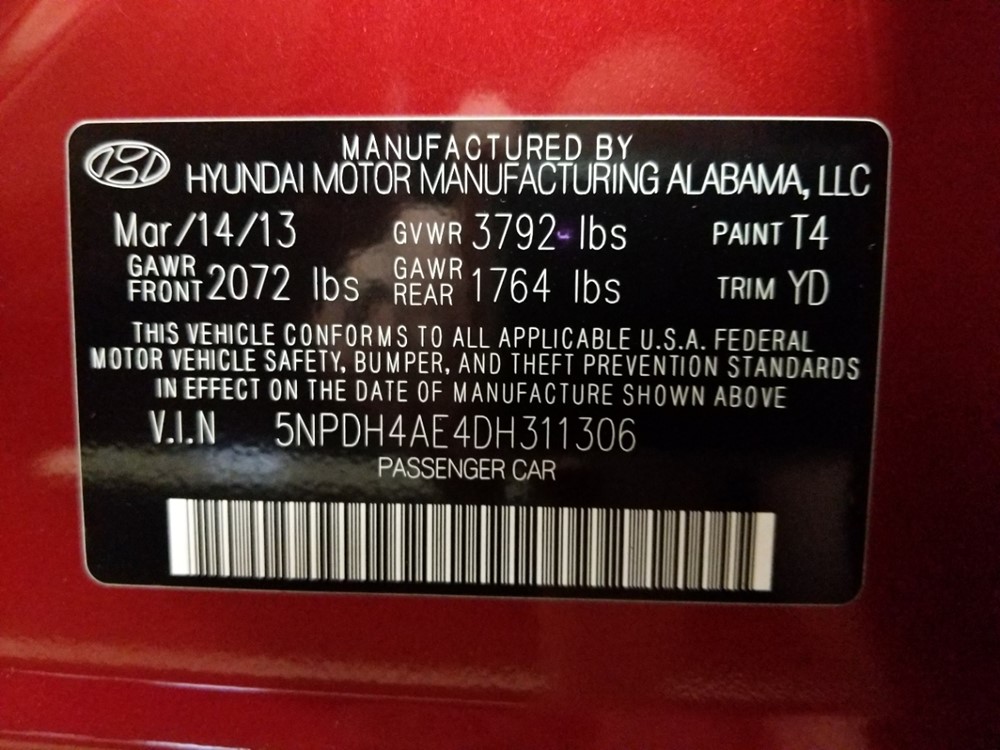 MANUFACTURED BY
HYUNDAI MOTOR MANUFACTURING ALABAMA, LLC
Mar/14/13 GVWR 3792 lbs PAINT T4
GAWR FRONT 2072 lbs GAWR REAR 1764 lbs TRIM YD
THIS VEHICLE CONFORMS TO ALL APPLICABLE U.S.A. FEDERAL
MOTOR VEHICLE SAFETY, BUMPER, AND THEFT PREVENTION STANDARDS
IN EFFECT ON THE DATE OF MANUFACTURE SHOWN ABOVE
V.I.N 5NPDH4AE4DH311306
PASSENGER CAR